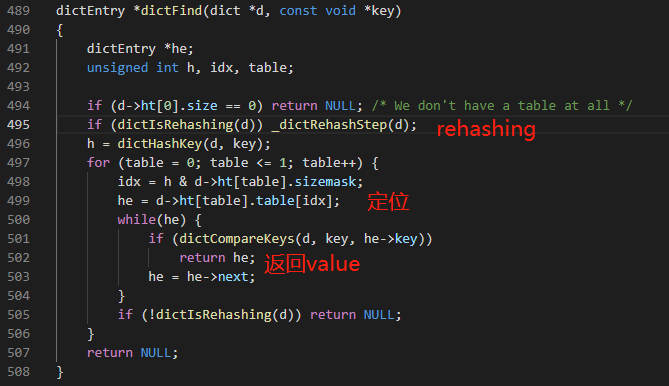 489 dictEntry *dictFind(dict *d, const void *key)
490 {
491     dictEntry *he;
492     unsigned int h, idx, table;
493
494     if (d->ht[0].size == 0) return NULL; /* We don't have a table at all */
495     if (dictIsRehashing(d)) _dictRehashStep(d); rehashing
496     h = dictHashKey(d, key);
497     for (table = 0; table <= 1; table++) {
498         idx = h & d->ht[table].sizemask;
499         he = d->ht[table].table[idx]; 定位
500         while(he) {
501             if (dictCompareKeys(d, key, he->key))
502                 return he; 返回value
503             he = he->next;
504         }
505         if (!dictIsRehashing(d)) return NULL;
506     }
507     return NULL;
508 }